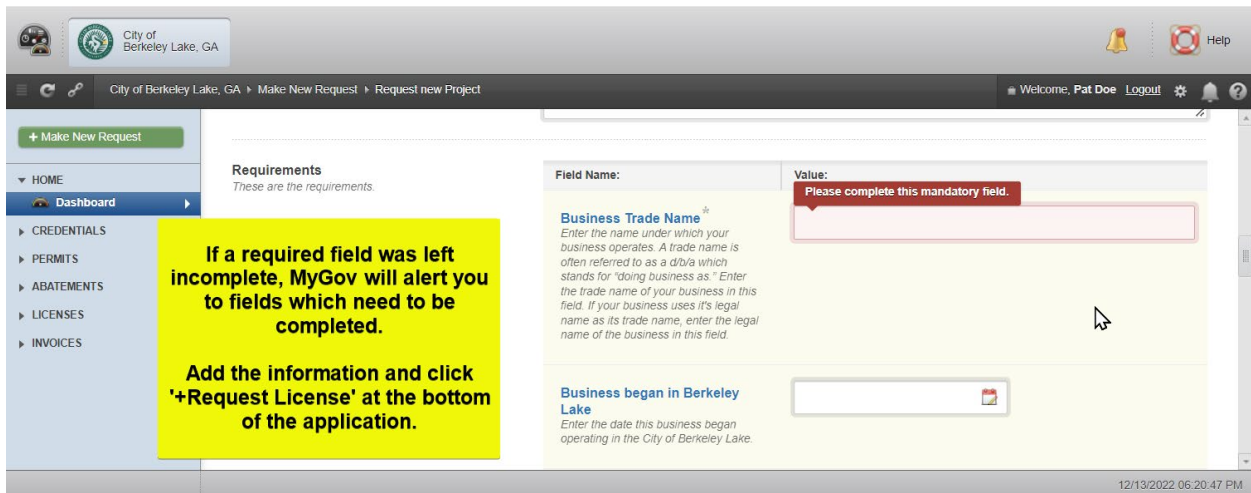 City of
Berkeley Lake, GA
Help
City of Berkeley Lake, GA ▸ Make New Request ▸ Request new Project
Welcome, Pat Doe Logout
+ Make New Request
HOME
Dashboard
CREDENTIALS
PERMITS
ABATEMENTS
LICENSES
INVOICES
Requirements
These are the requirements.
If a required field was left
incomplete, MyGov will alert you
to fields which need to be
completed.
Add the information and click
'+Request License' at the bottom
of the application.
Field Name:
Value:
Please complete this mandatory field.
Business Trade Name*
Enter the name under which your
business operates. A trade name is
often referred to as a d/b/a which
stands for "doing business as." Enter
the trade name of your business in this
field. If your business uses it's legal
name as its trade name, enter the legal
name of the business in this field.
Business began in Berkeley
Lake
Enter the date this business began
operating in the City of Berkeley Lake.
12/13/2022 06:20:47 PM